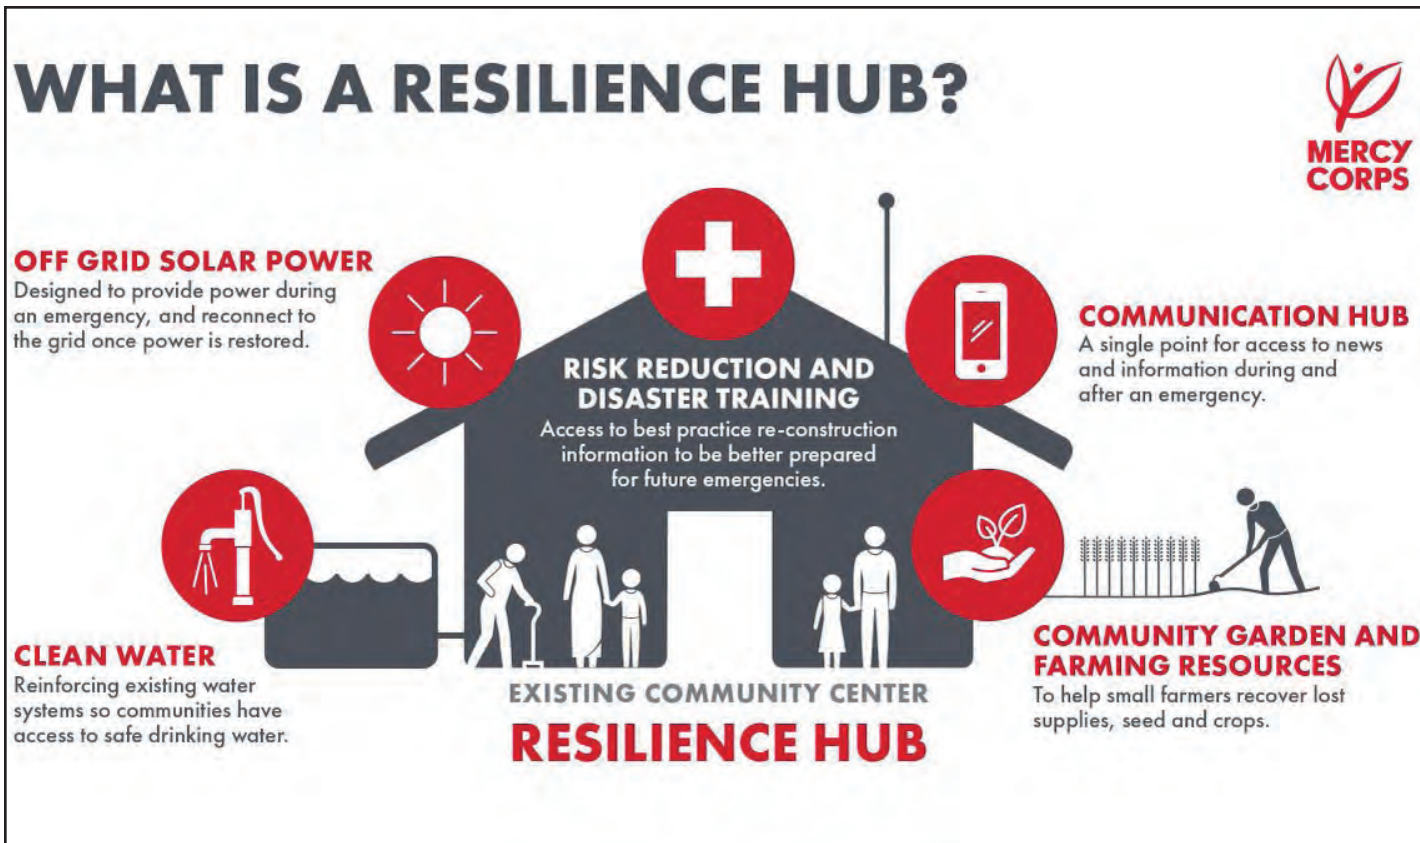 WHAT IS A RESILIENCE HUB?
MERCY
CORPS
OFF GRID SOLAR POWER
Designed to provide power during
an emergency, and reconnect to
the grid once power is restored.
RISK REDUCTION AND
DISASTER TRAINING
Access to best practice re-construction
information to be better prepared
for future emergencies.
COMMUNICATION HUB
A single point for access to news
and information during and
after an emergency.
CLEAN WATER
Reinforcing existing water
systems so communities have
access to safe drinking water.
COMMUNITY GARDEN AND
FARMING RESOURCES
To help small farmers recover lost
supplies, seed and crops.
EXISTING COMMUNITY CENTER
RESILIENCE HUB